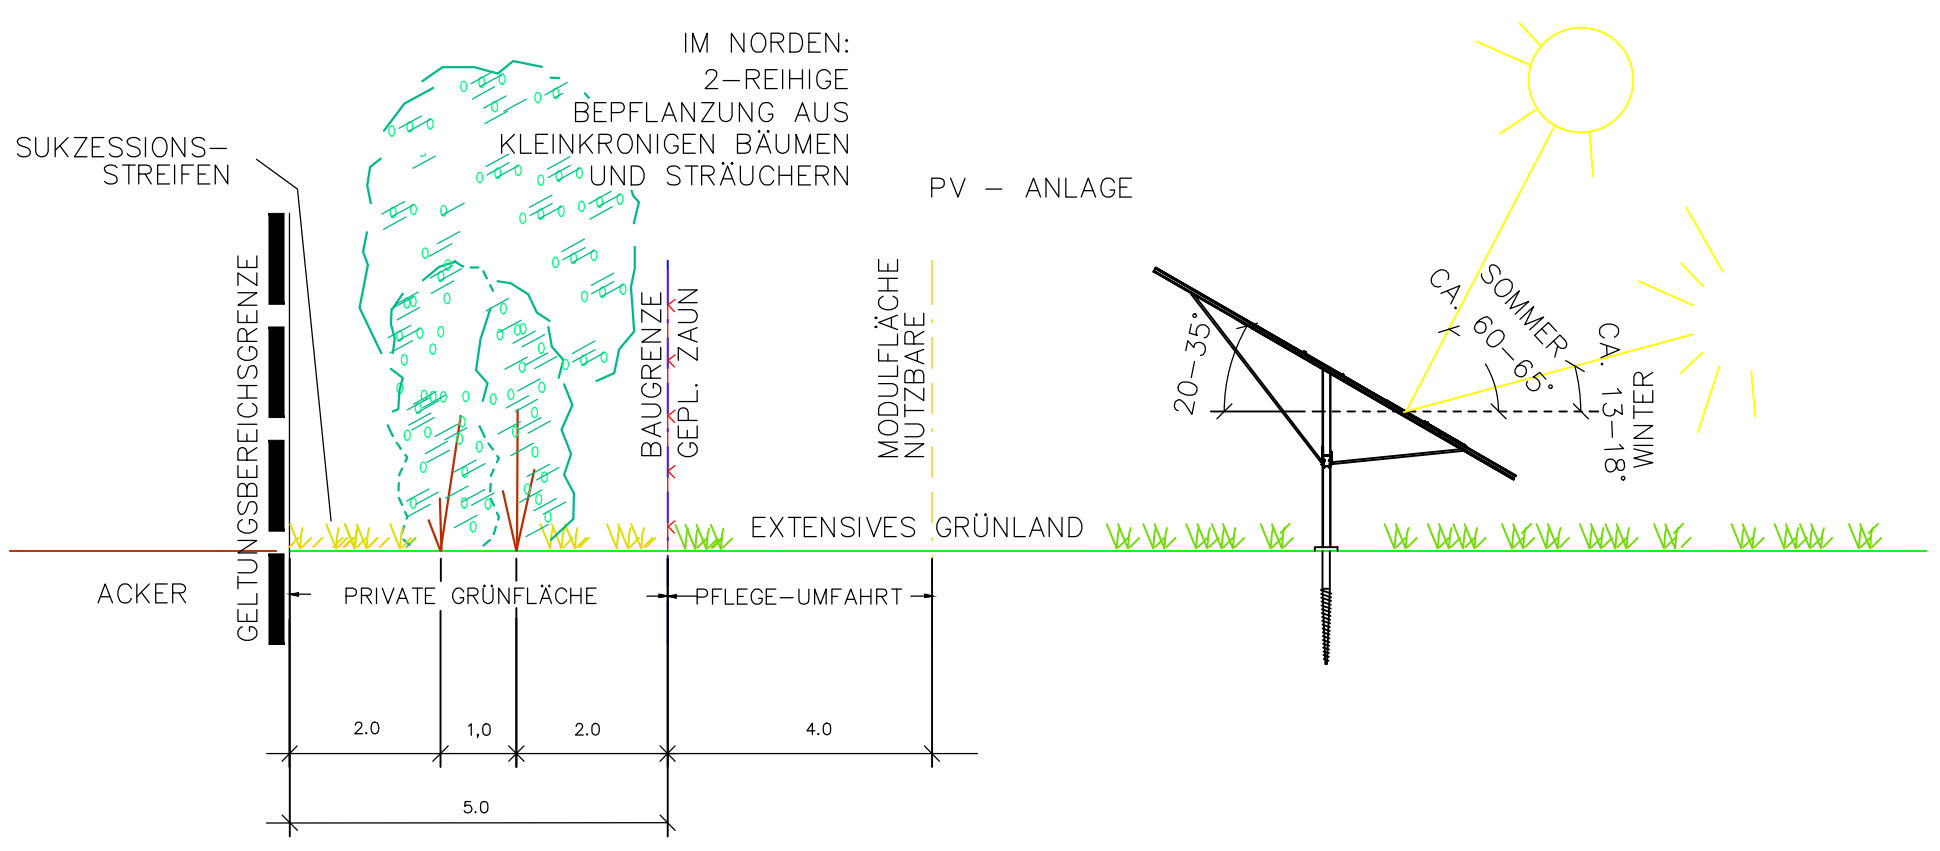 IM NORDEN:
2-REIHIGE
BEPFLANZUNG AUS
KLEINKRONIGEN BÄUMEN
UND STRÄUCHERN
SUKZESSIONS-
STREIFEN
PV - ANLAGE
GELTUNGSBEREICHSGRENZE
BAUGRENZE
GEPL. ZAUN
MODULFLÄCHE
NUTZBARE
20-35°
SOMMER
CA. 60-65°
CA. 13-18°
WINTER
EXTENSIVES GRÜNLAND
ACKER
PRIVATE GRÜNFLÄCHE
PFLEGE-UMFAHRT
2.0
1,0
2.0
4.0
5.0